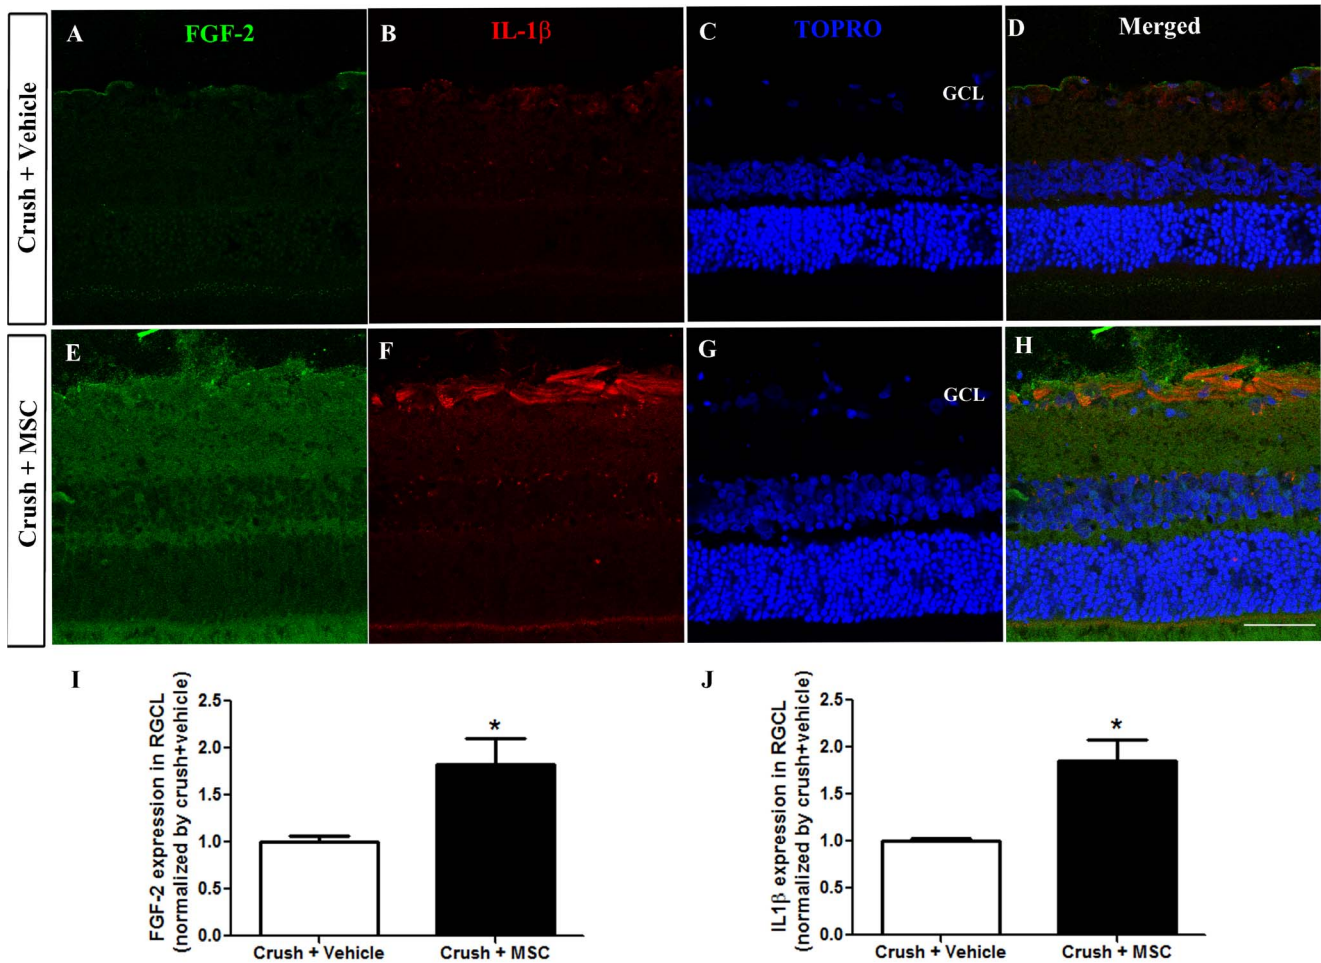 A FGF-2
B IL-1β
C TOPRO
D Merged
Crush + Vehicle
GCL
E
F
G
H
Crush + MSC
GCL
I
FGF-2 expression in RGCL
(normalized by crush+vehicle)
2.5
2.0
1.5
1.0
0.5
0.0
*
Crush + Vehicle
Crush + MSC
J
IL1β expression in RGCL
(normalized by crush+vehicle)
2.5
2.0
1.5
1.0
0.5
0.0
*
Crush + Vehicle
Crush + MSC